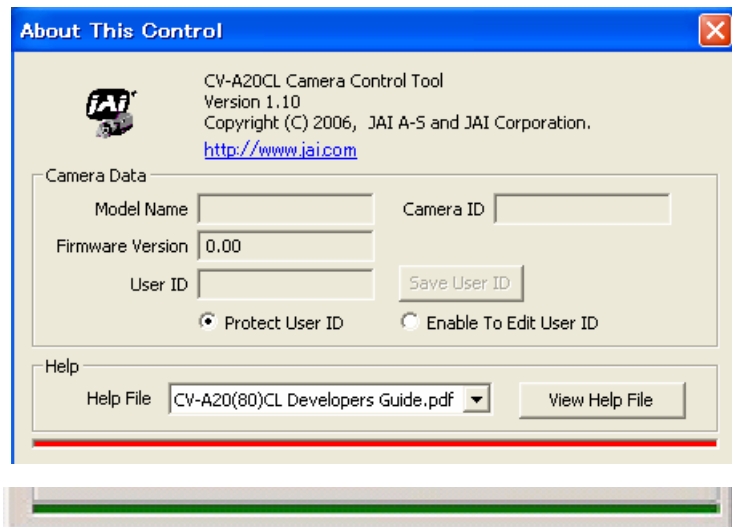 About This Control
JAI
CV-A20CL Camera Control Tool
Version 1.10
Copyright (C) 2006, JAI A-S and JAI Corporation.
http://www.jai.com
Camera Data
Model Name
Camera ID
Firmware Version 0.00
User ID
Save User ID
Protect User ID
Enable To Edit User ID
Help
Help File CV-A20(80)CL Developers Guide.pdf
View Help File